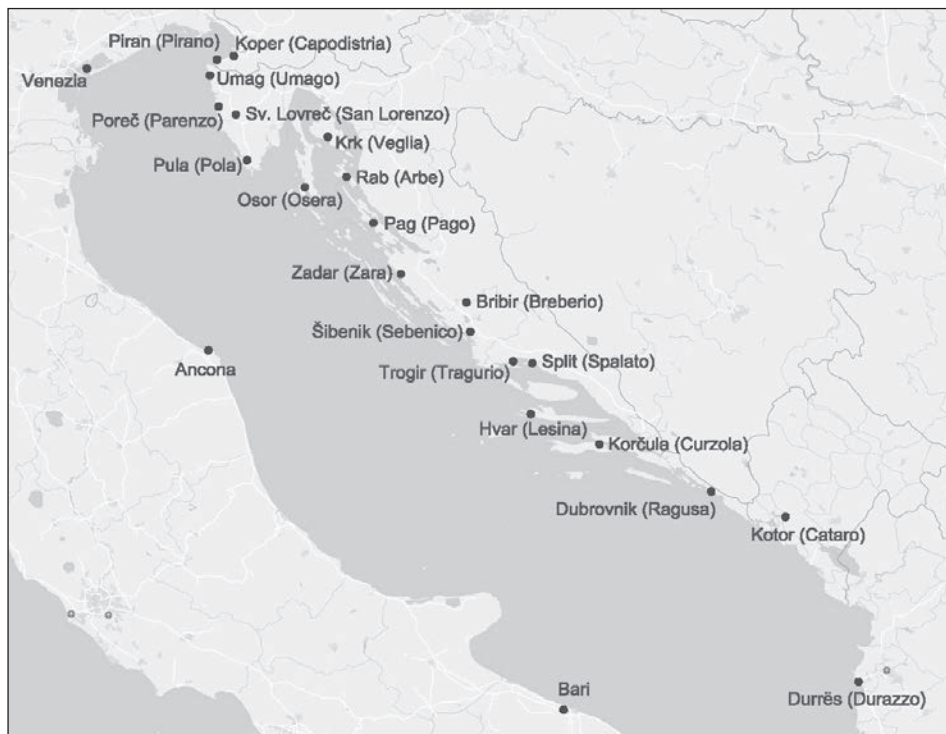 Piran (Pirano)
Koper (Capodistria)
Venezia
Umag (Umago)
Poreč (Parenzo)
Sv. Lovreč (San Lorenzo)
Krk (Veglia)
Pula (Pola)
Rab (Arbe)
Osor (Osera)
Pag (Pago)
Zadar (Zara)
Bribir (Breberio)
Šibenik (Sebenico)
Ancona
Trogir (Tragurio)
Split (Spalato)
Hvar (Lesina)
Korčula (Curzola)
Dubrovnik (Ragusa)
Kotor (Cataro)
Bari
Durrës (Durazzo)